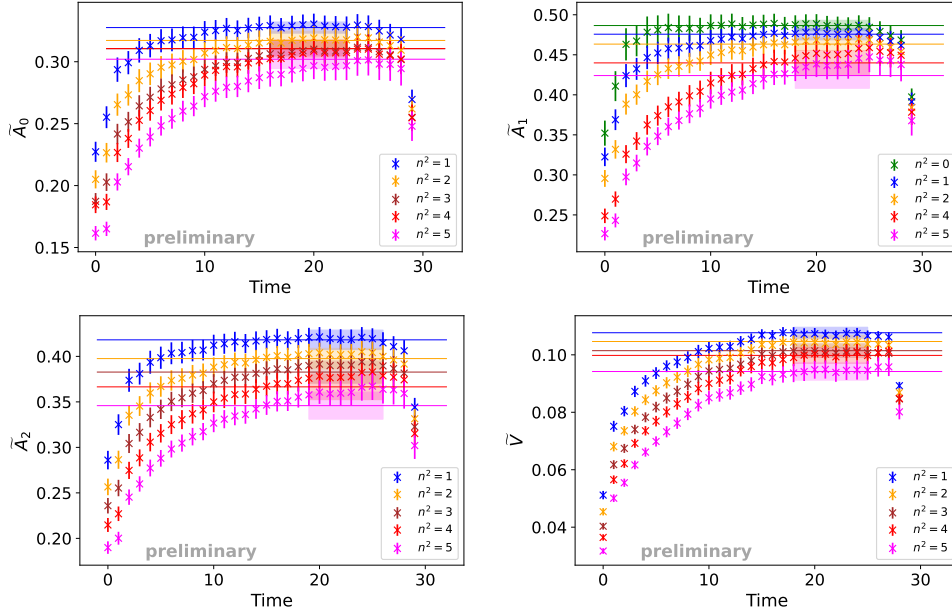 0.30
0.25
0.20
0.15
Ã₀
n² = 1
n² = 2
n² = 3
n² = 4
n² = 5
preliminary
0 10 20 30
Time
0.50
0.45
0.40
0.35
0.30
0.25
Ã₁
n² = 0
n² = 1
n² = 2
n² = 4
n² = 5
preliminary
0 10 20 30
Time
0.40
0.35
0.30
0.25
0.20
Ã₂
n² = 1
n² = 2
n² = 3
n² = 4
n² = 5
preliminary
0 10 20 30
Time
0.10
0.08
0.06
0.04
Ṽ
n² = 1
n² = 2
n² = 3
n² = 4
n² = 5
preliminary
0 10 20 30
Time